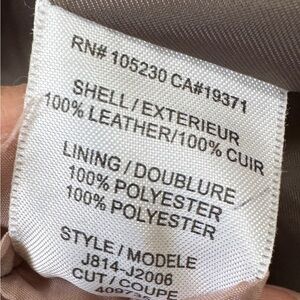 RN# 105230 CA#19371
SHELL / EXTERIEUR
100% LEATHER/100% CUIR
LINING / DOUBLURE
100% POLYESTER
100% POLYESTER
STYLE / MODELE
J814-J2006
CUT / COUPE